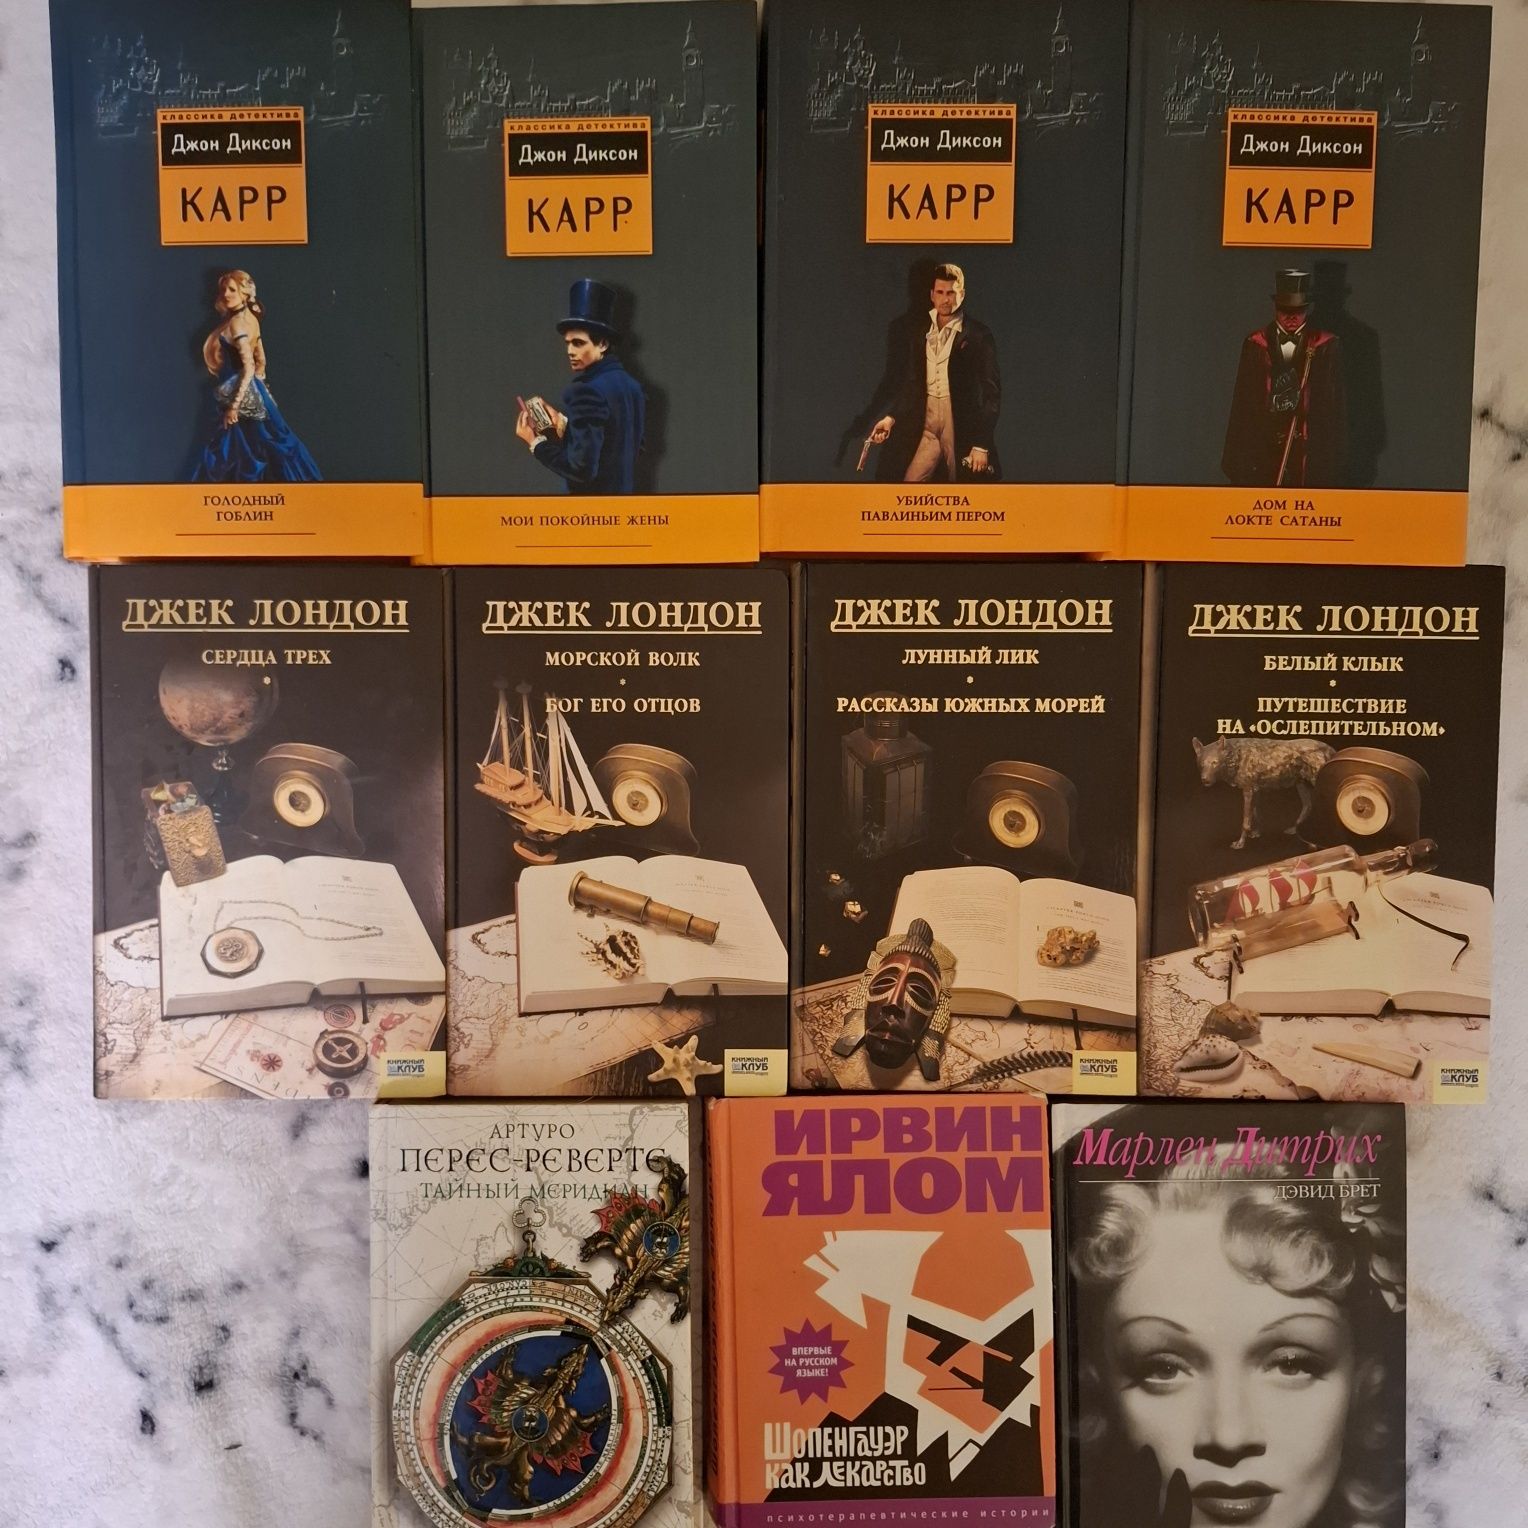 классика детектива
Джон Диксон
КАРР
ГОЛОДНЫЙ
ГОБЛИН
классика детектива
Джон Диксон
КАРР
МОИ ПОКОЙНЫЕ ЖЕНЫ
классика детектива
Джон Диксон
КАРР
УБИЙСТВА
ПАВЛИНЬИМ ПЕРОМ
классика детектива
Джон Диксон
КАРР
ДОМ НА
ЛОКТЕ САТАНЫ
ДЖЕК ЛОНДОН
СЕРДЦА ТРЕХ
КНИЖНЫЙ
КЛУБ
ДЖЕК ЛОНДОН
МОРСКОЙ ВОЛК
БОГ ЕГО ОТЦОВ
КНИЖНЫЙ
КЛУБ
ДЖЕК ЛОНДОН
ЛУННЫЙ ЛИК
РАССКАЗЫ ЮЖНЫХ МОРЕЙ
КНИЖНЫЙ
КЛУБ
ДЖЕК ЛОНДОН
БЕЛЫЙ КЛЫК
ПУТЕШЕСТВИЕ
НА «ОСЛЕПИТЕЛЬНОМ»
КНИЖНЫЙ
КЛУБ
АРТУРО
ПЕРЕС-РЕВЕРТЕ
ТАЙНЫЙ МЕРИДИАН
ИРВИН
ЯЛОМ
ВПЕРВЫЕ
НА РУССКОМ
ЯЗЫКЕ!
Шопенгауэр
как лекарство
психотерапевтические истории
Марлен Дитрих
ДЭВИД БРЕТ